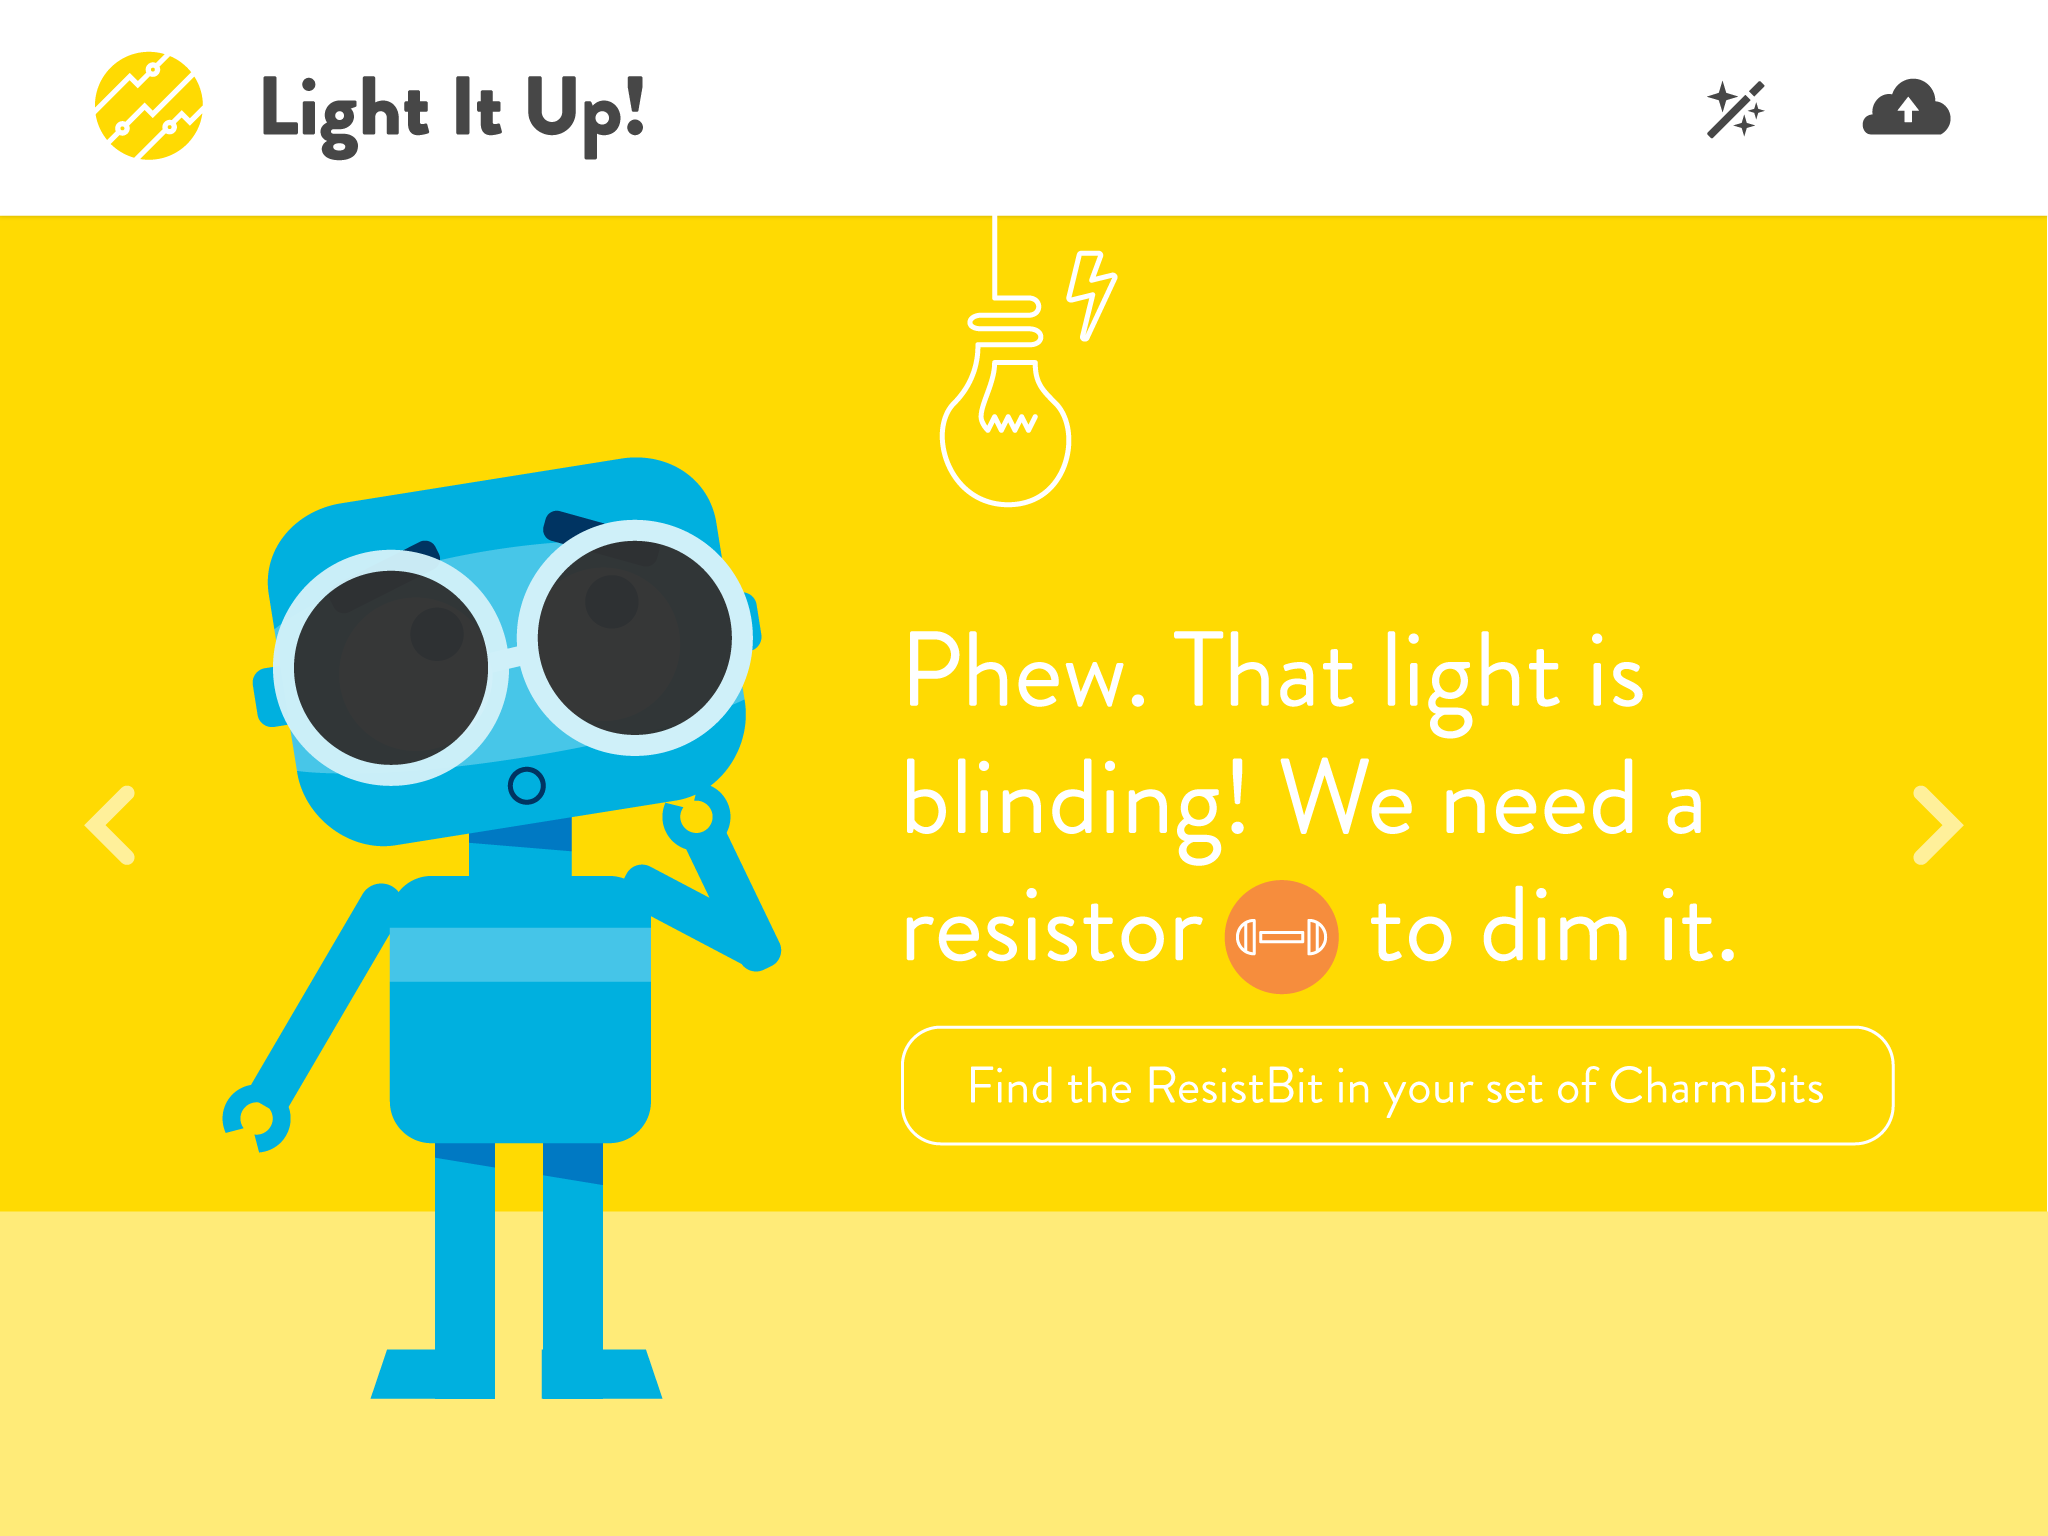 Light It Up!
Phew. That light is
blinding! We need a
resistor to dim it.
Find the ResistBit in your set of CharmBits